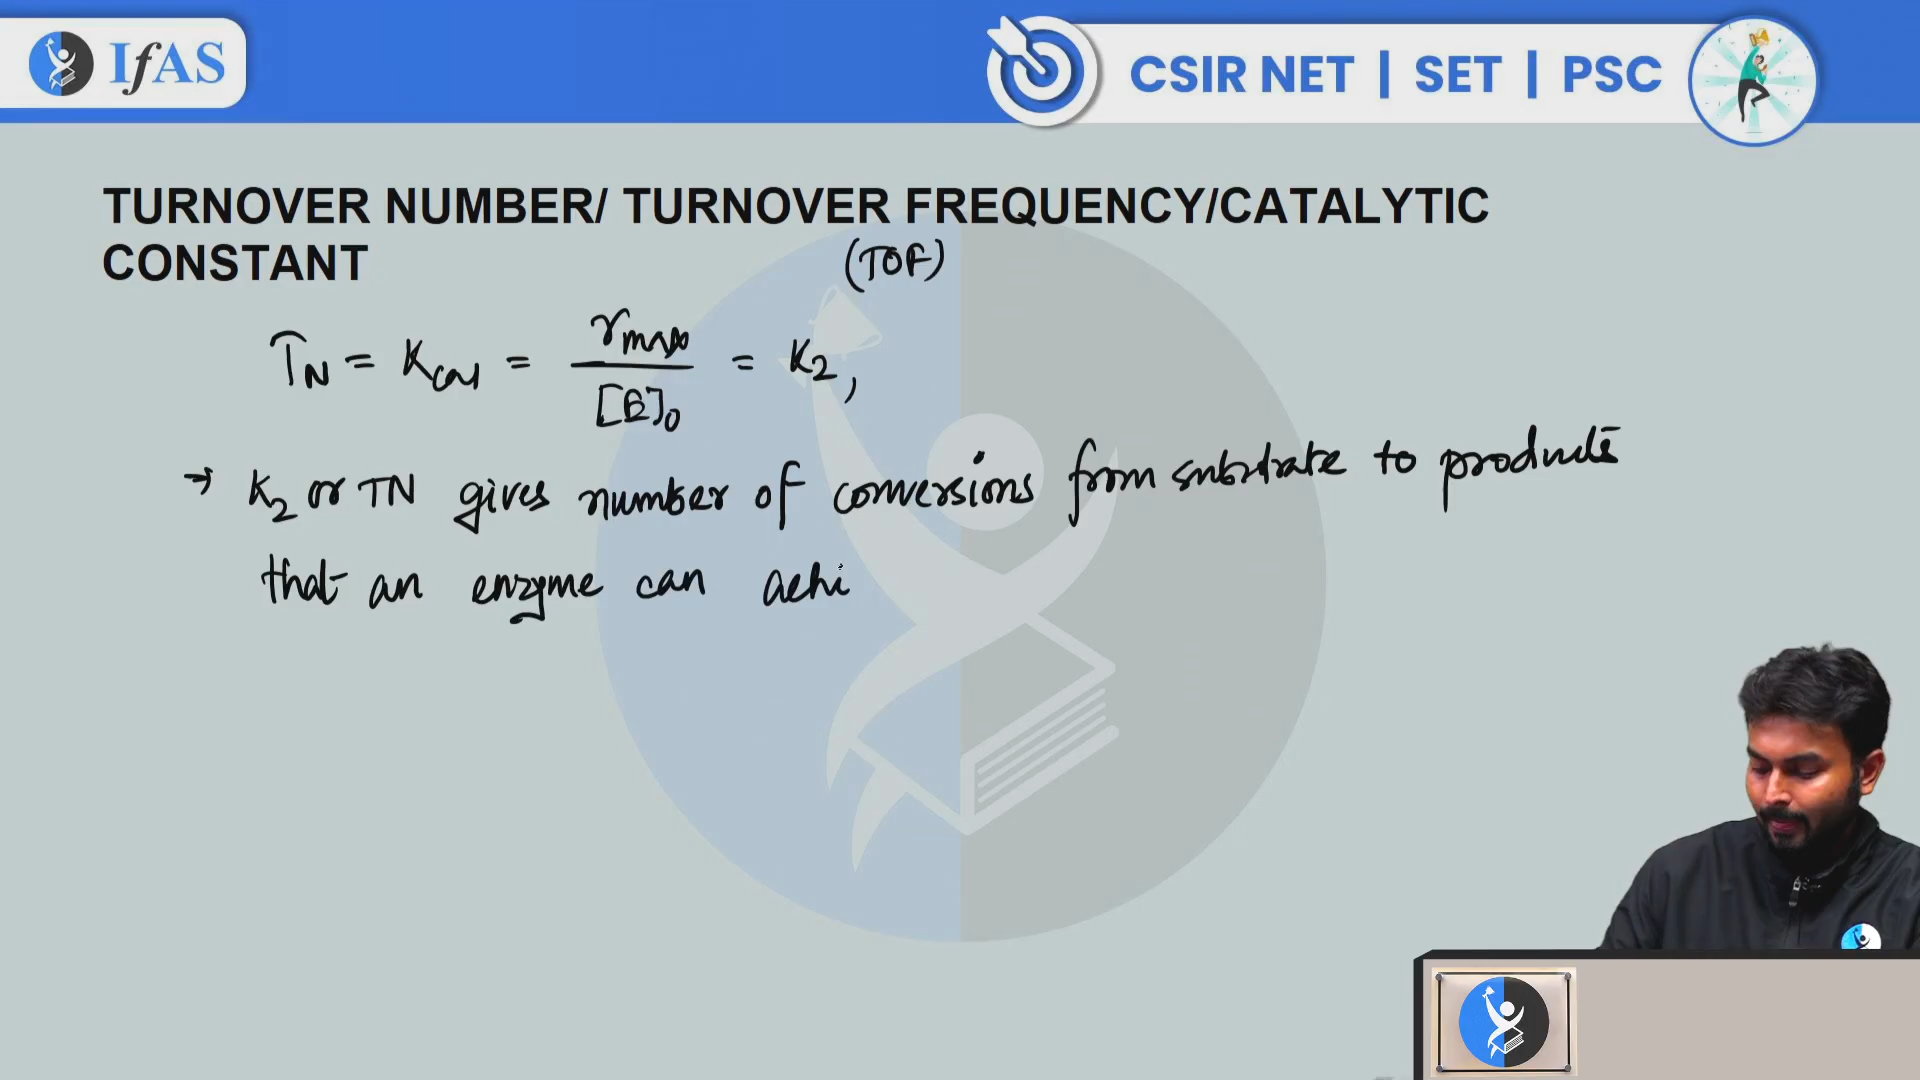 IfAS
CSIR NET | SET | PSC
TURNOVER NUMBER/ TURNOVER FREQUENCY/CATALYTIC
CONSTANT
(TOF)
TN = Kcat = rmax / [E]0 = K2,
→ K2 or TN gives number of conversions from substrate to products
that an enzyme can achi